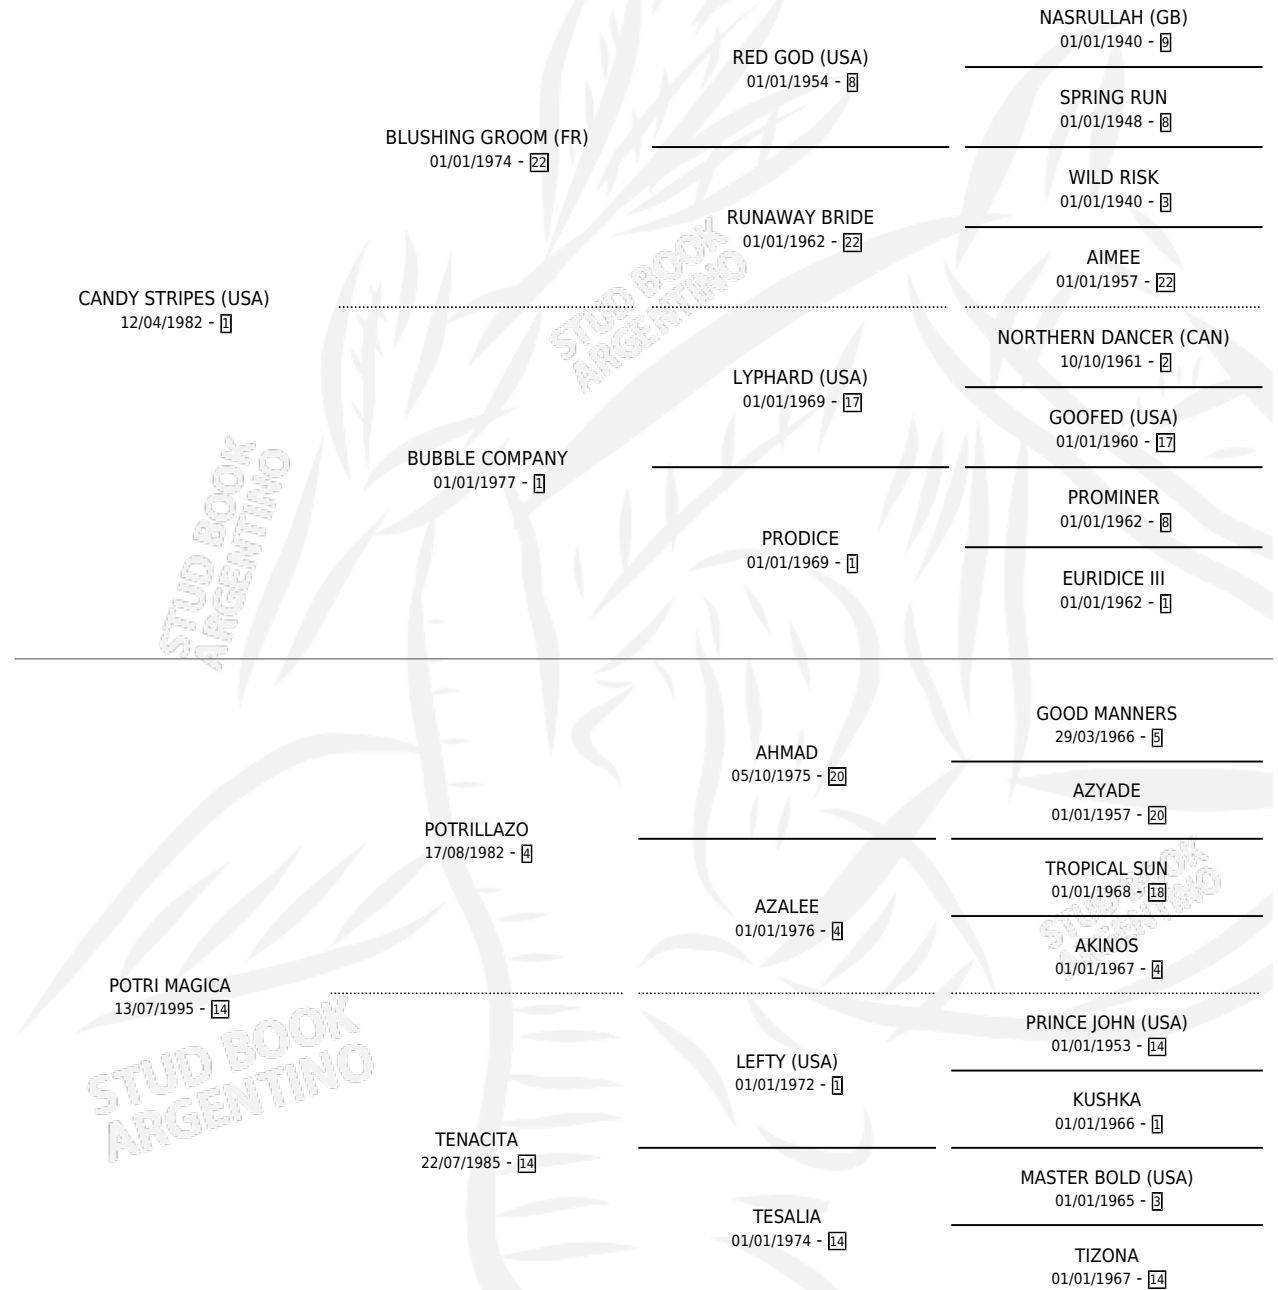 NASRULLAH (GB)
01/01/1940 - 9
RED GOD (USA)
01/01/1954 - 8
SPRING RUN
01/01/1948 - 8
BLUSHING GROOM (FR)
01/01/1974 - 22
WILD RISK
01/01/1940 - 3
RUNAWAY BRIDE
01/01/1962 - 22
AIMEE
01/01/1957 - 22
CANDY STRIPES (USA)
12/04/1982 - 1
NORTHERN DANCER (CAN)
10/10/1961 - 2
LYPHARD (USA)
01/01/1969 - 17
GOOFED (USA)
01/01/1960 - 17
BUBBLE COMPANY
01/01/1977 - 1
PROMINER
01/01/1962 - 8
PRODICE
01/01/1969 - 1
EURIDICE III
01/01/1962 - 1
STUD BOOK
ARGENTINO
STUD BOOK
ARGENTINO
GOOD MANNERS
29/03/1966 - 5
AHMAD
05/10/1975 - 20
AZYADE
01/01/1957 - 20
POTRILLAZO
17/08/1982 - 4
TROPICAL SUN
01/01/1968 - 18
AZALEE
01/01/1976 - 4
AKINOS
01/01/1967 - 4
STUD BOOK
ARGENTINO
POTRI MAGICA
13/07/1995 - 14
PRINCE JOHN (USA)
01/01/1953 - 14
LEFTY (USA)
01/01/1972 - 1
KUSHKA
01/01/1966 - 1
STUD BOOK
ARGENTINO
TENACITA
22/07/1985 - 14
MASTER BOLD (USA)
01/01/1965 - 3
TESALIA
01/01/1974 - 14
TIZONA
01/01/1967 - 14